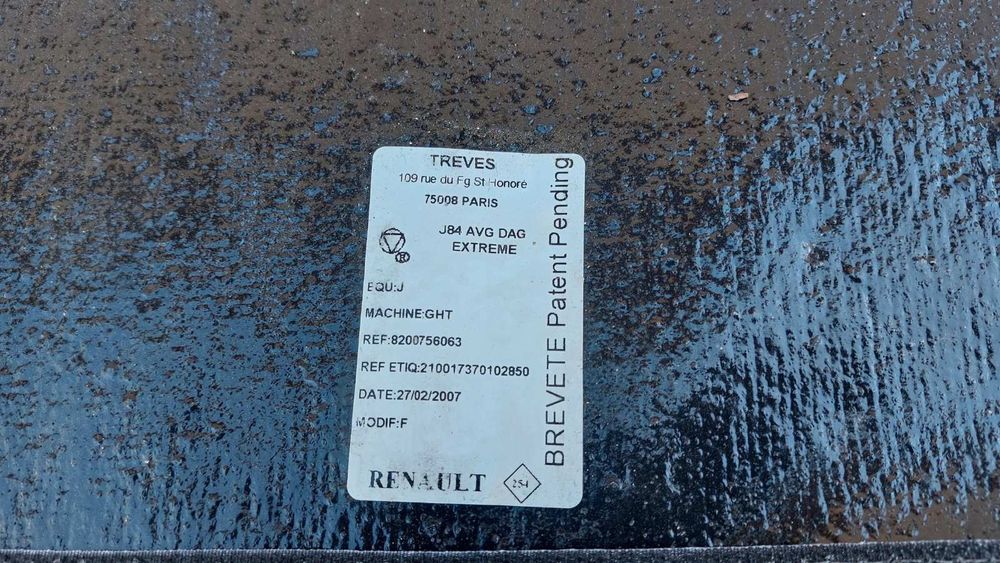 TREVES
109 rue du Fg St Honoré
75008 PARIS
J84 AVG DAG
EXTREME
®
EQU:J
MACHINE:GHT
REF:8200756063
REF ETIQ:210017370102850
DATE:27/02/2007
MODIF:F
RENAULT
BREVETE Patent Pending